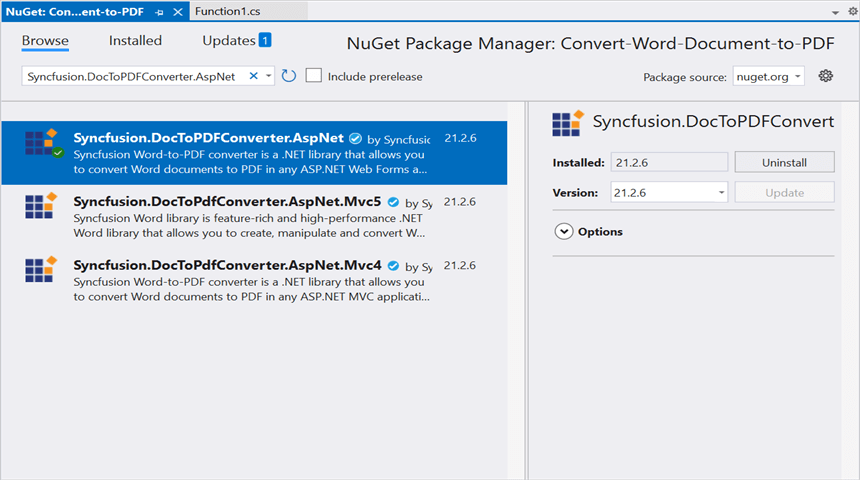 NuGet: Con...ent-to-PDF
Function1.cs
Browse
Installed
Updates 1
NuGet Package Manager: Convert-Word-Document-to-PDF
Syncfusion.DocToPDFConverter.AspNet
Include prerelease
Package source: nuget.org
Syncfusion.DocToPDFConverter.AspNet by Syncfusic 21.2.6
Syncfusion Word-to-PDF converter is a .NET library that allows you
to convert Word documents to PDF in any ASP.NET Web Forms a...
Syncfusion.DocToPdfConverter.AspNet.Mvc5 by Sy 21.2.6
Syncfusion Word library is feature-rich and high-performance .NET
Word library that allows you to create, manipulate and convert W...
Syncfusion.DocToPdfConverter.AspNet.Mvc4 by Sy 21.2.6
Syncfusion Word-to-PDF converter is a .NET library that allows you
to convert Word documents to PDF in any ASP.NET MVC applicati...
Syncfusion.DocToPDFConvert
Installed: 21.2.6 Uninstall
Version: 21.2.6 Update
Options